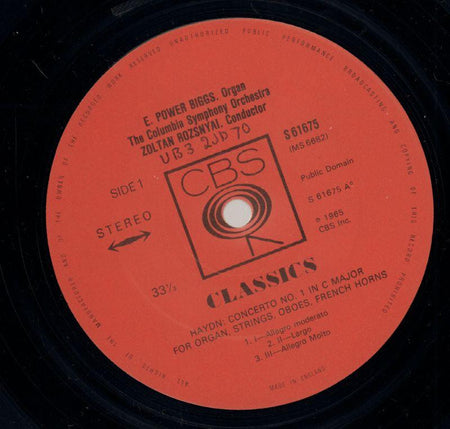 ALL RIGHTS OF THE MANUFACTURER AND OF THE OWNER OF THE RECORDED WORK RESERVED UNAUTHORIZED PUBLIC PERFORMANCE BROADCASTING AND COPYING OF THIS RECORD PROHIBITED
E. POWER BIGGS, Organ
The Columbia Symphony Orchestra
ZOLTAN ROZSNYAI, Conductor
UB3 2JD 70
S 61675
(MS 6682)
SIDE 1
CBS
Public Domain
STEREO
S 61675 A
℗ 1965
CBS Inc.
33⅓
CLASSICS
HAYDN: CONCERTO NO. 1 IN C MAJOR
FOR ORGAN, STRINGS, OBOES, FRENCH HORNS
1. I—Allegro moderato
2. II—Largo
3. III—Allegro Molto
MADE IN ENGLAND